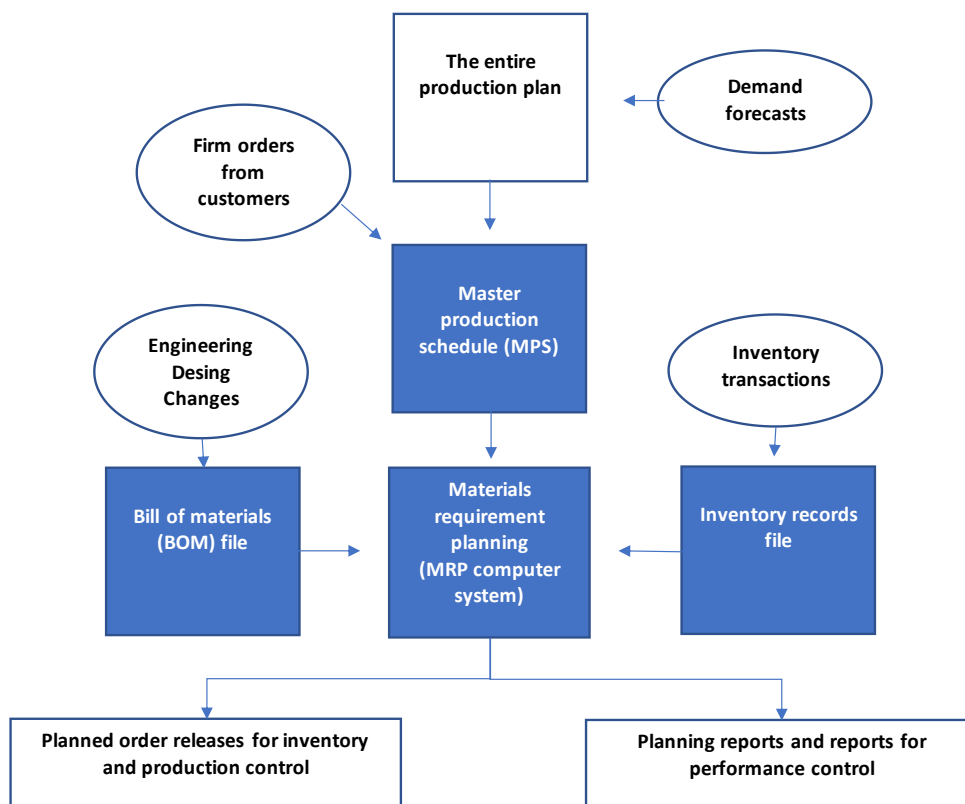 The entire
production plan
Demand
forecasts
Firm orders
from
customers
Master
production
schedule (MPS)
Engineering
Desing
Changes
Inventory
transactions
Bill of materials
(BOM) file
Materials
requirement
planning
(MRP computer
system)
Inventory records
file
Planned order releases for inventory
and production control
Planning reports and reports for
performance control